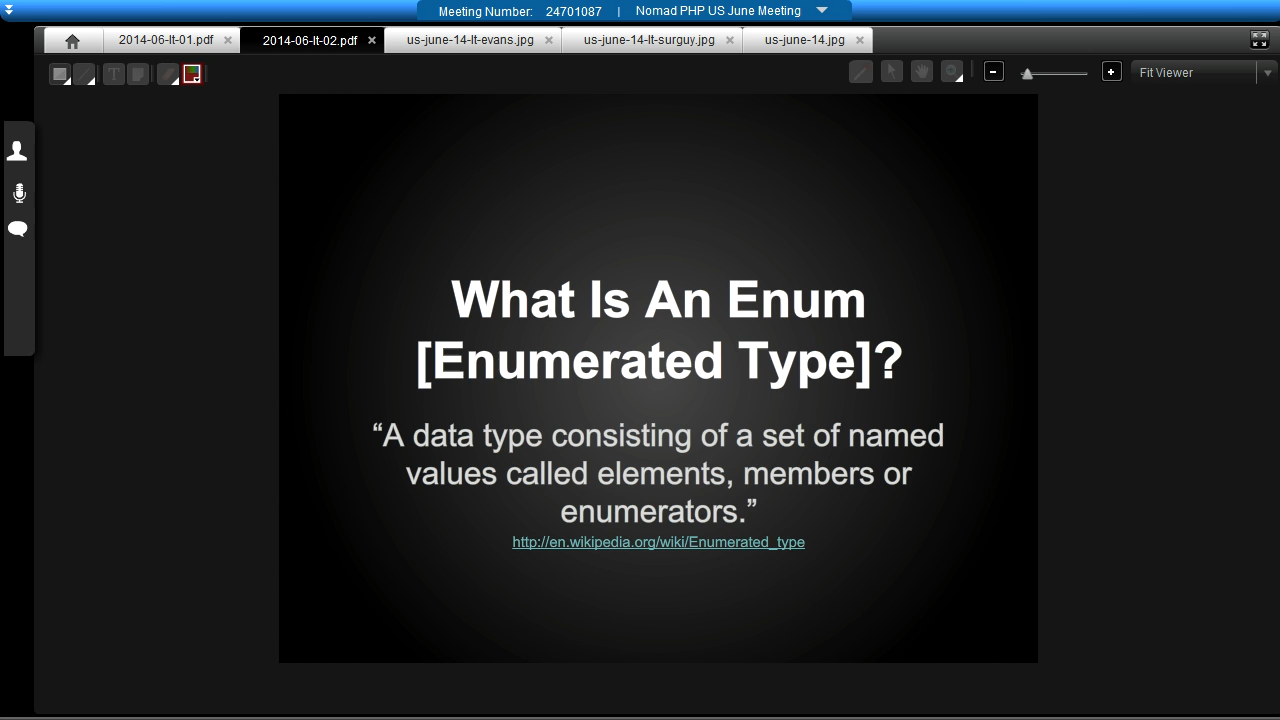 Meeting Number: 24701087 | Nomad PHP US June Meeting
2014-06-lt-01.pdf
2014-06-lt-02.pdf
us-june-14-lt-evans.jpg
us-june-14-lt-surguy.jpg
us-june-14.jpg
T
Fit Viewer
What Is An Enum
[Enumerated Type]?
“A data type consisting of a set of named
values called elements, members or
enumerators.”
http://en.wikipedia.org/wiki/Enumerated_type